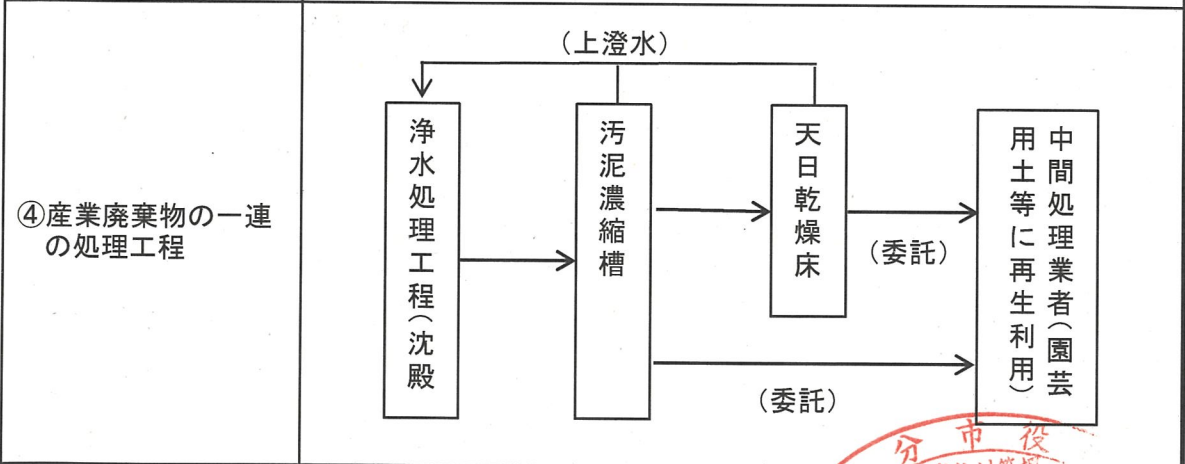 ④産業廃棄物の一連
の処理工程
(上澄水)
浄水処理工程(沈殿
汚泥濃縮槽
天日乾燥床
(委託)
(委託)
中間処理業者(園芸
用土等に再生利用)
分市役